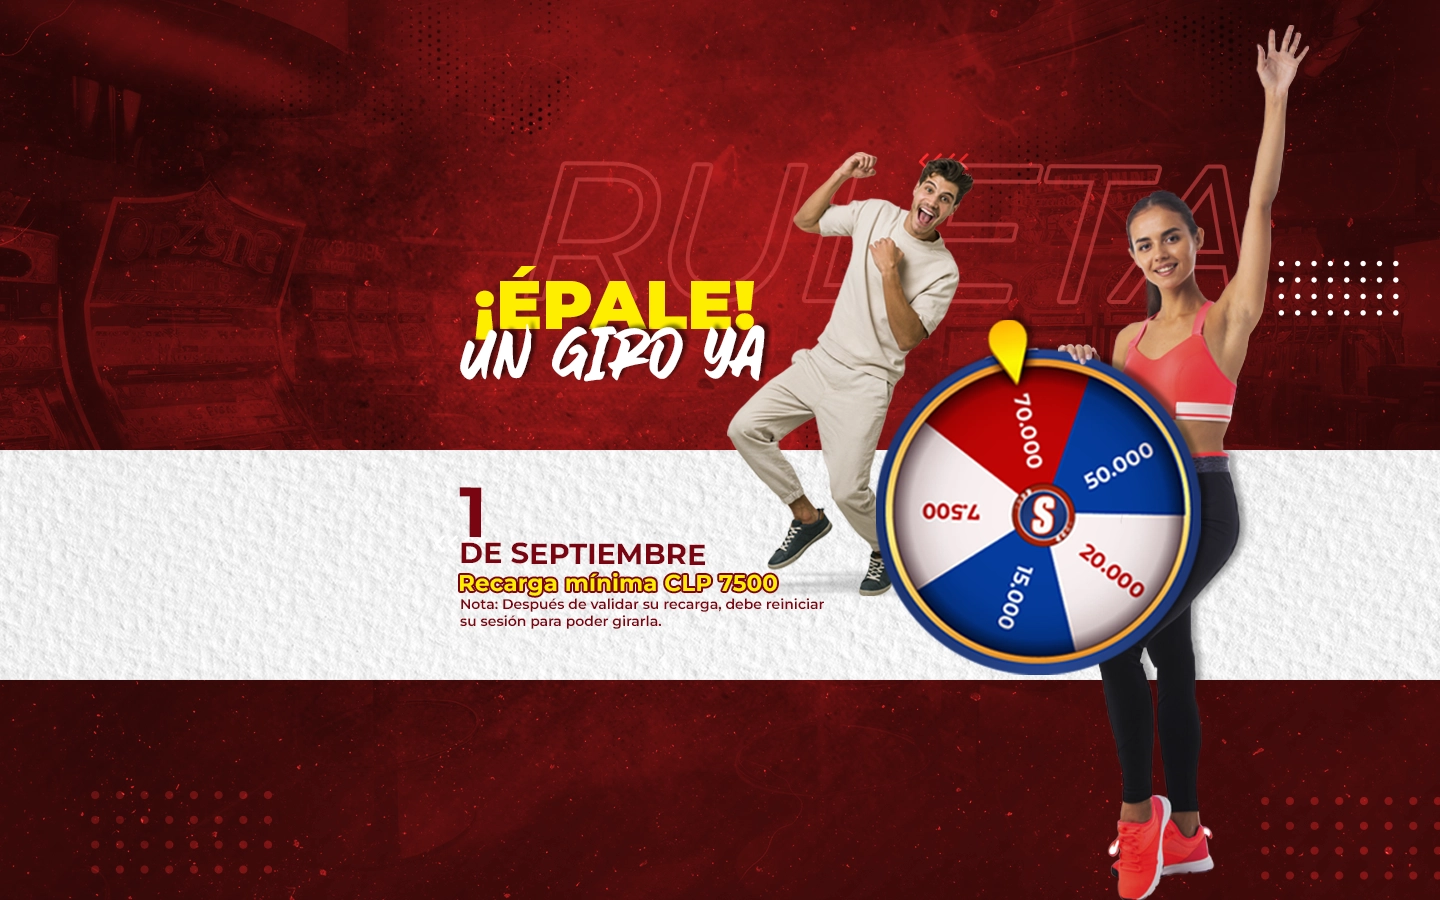 RULETA
¡ÉPALE!
UN GIRO YA
1
DE SEPTIEMBRE
Recarga mínima CLP 7500
Nota: Después de validar su recarga, debe reiniciar
su sesión para poder girarla.
70.000
50.000
20.000
15.000
7.500
S